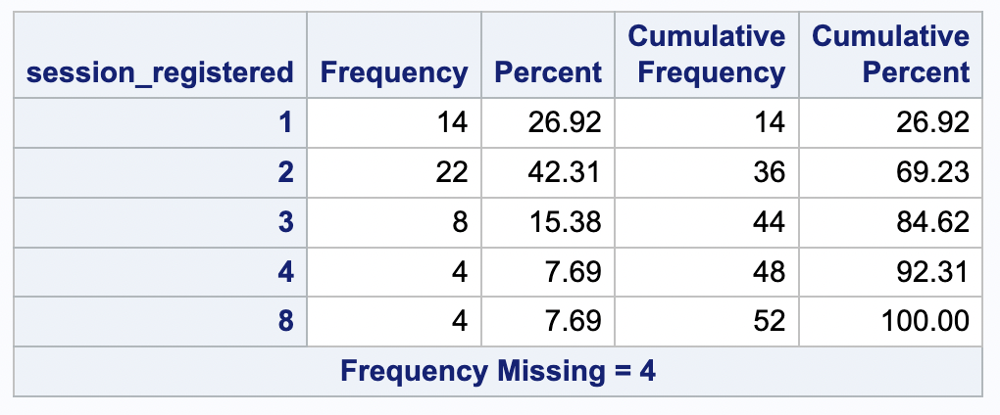 session_registered Frequency Percent Cumulative Frequency Cumulative Percent
1 14 26.92 14 26.92
2 22 42.31 36 69.23
3 8 15.38 44 84.62
4 4 7.69 48 92.31
8 4 7.69 52 100.00
Frequency Missing = 4